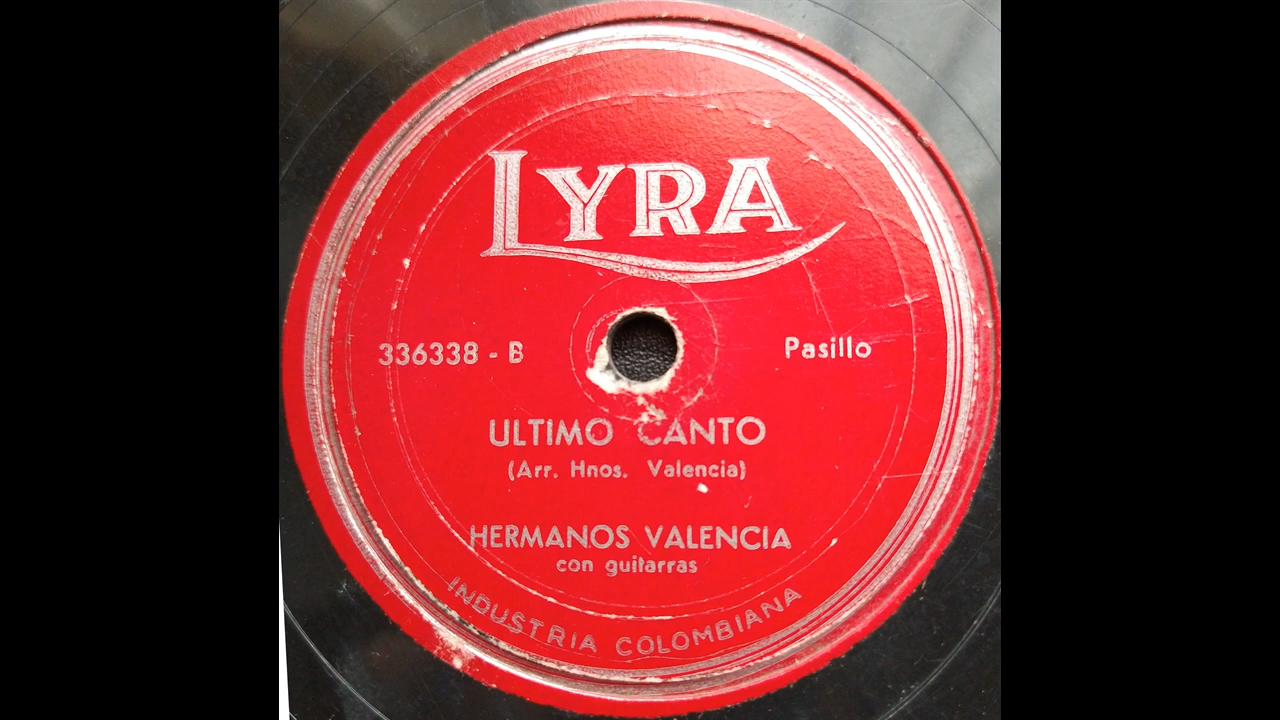 LYRA
336338 - B
Pasillo
ULTIMO CANTO
(Arr. Hnos. Valencia)
HERMANOS VALENCIA
con guitarras
INDUSTRIA COLOMBIANA